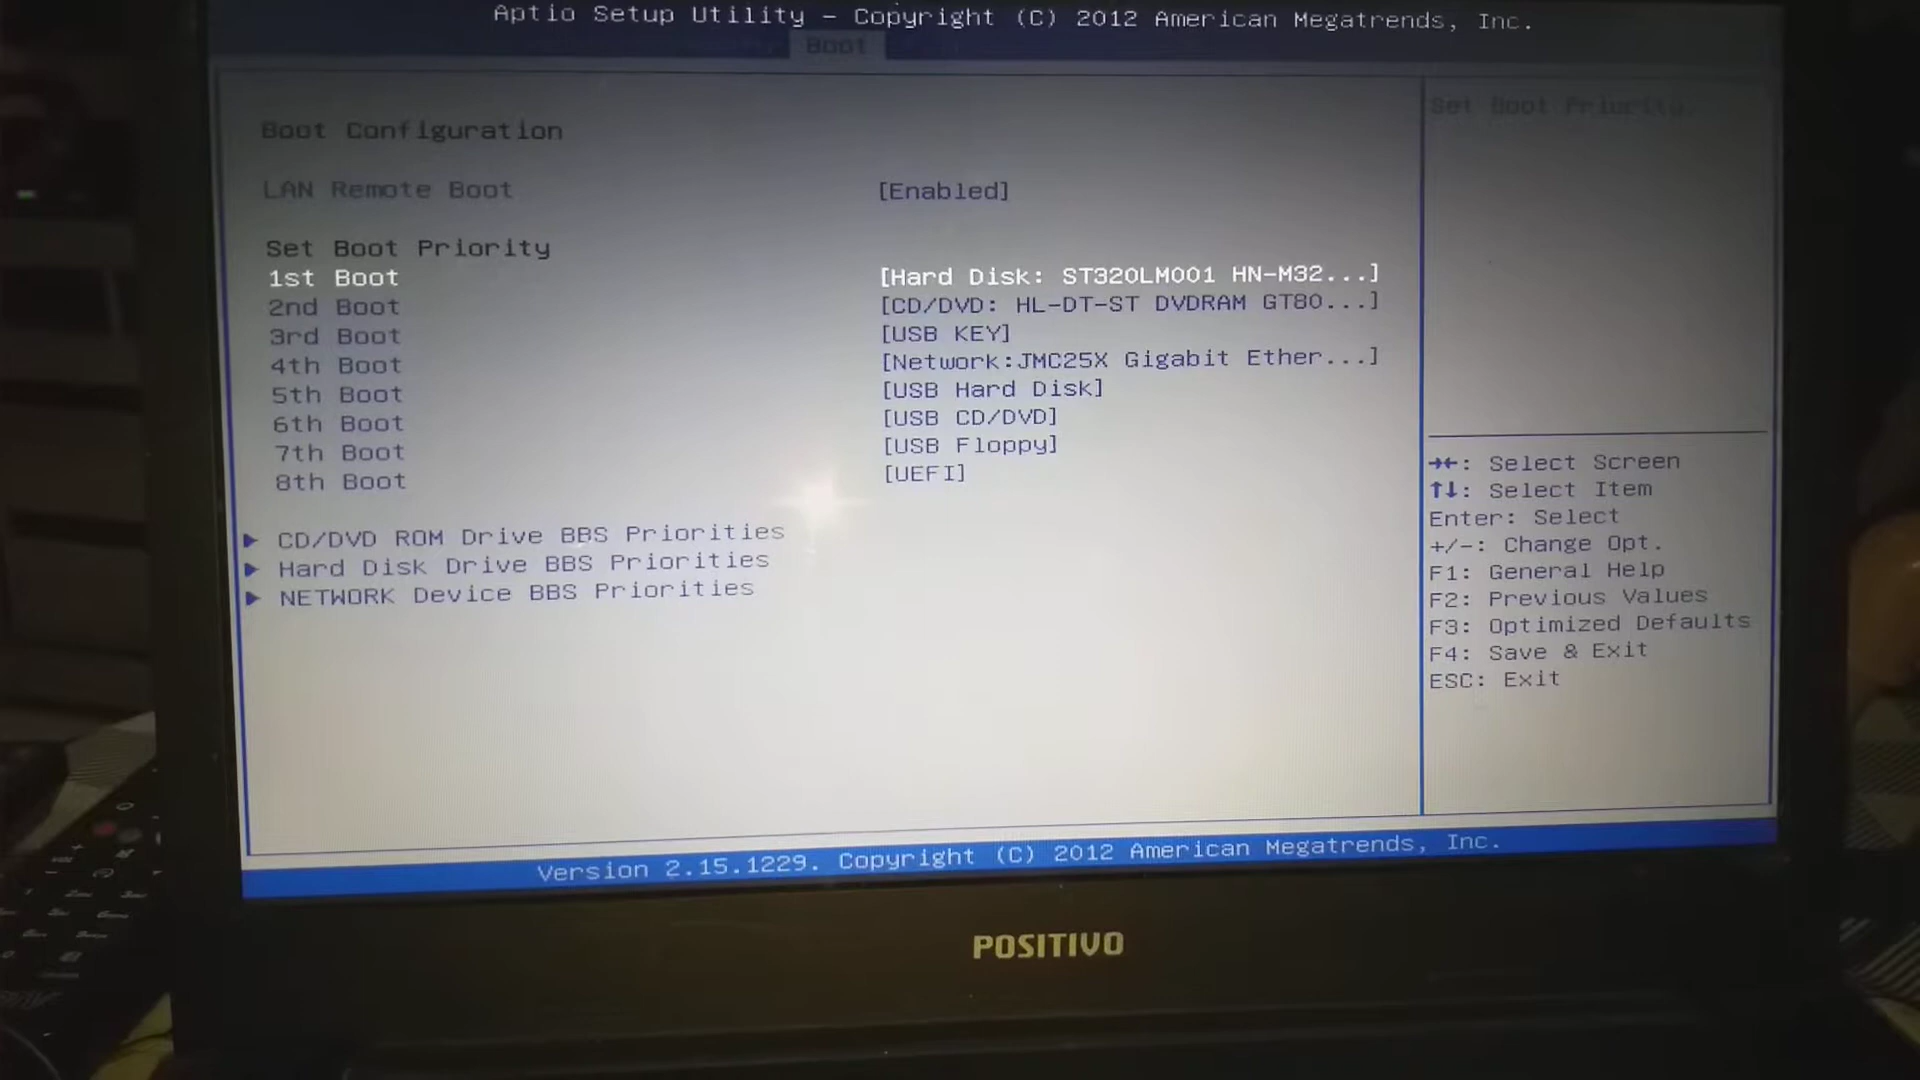 Aptio Setup Utility – Copyright (C) 2012 American Megatrends, Inc.
Boot
Boot Configuration
LAN Remote Boot [Enabled]
Set Boot Priority
1st Boot [Hard Disk: ST320LM001 HN-M32...]
2nd Boot [CD/DVD: HL-DT-ST DVDRAM GT80...]
3rd Boot [USB KEY]
4th Boot [Network:JMC25X Gigabit Ether...]
5th Boot [USB Hard Disk]
6th Boot [USB CD/DVD]
7th Boot [USB Floppy]
8th Boot [UEFI]
► CD/DVD ROM Drive BBS Priorities
► Hard Disk Drive BBS Priorities
► NETWORK Device BBS Priorities
Set Boot Priority.
→←: Select Screen
↑↓: Select Item
Enter: Select
+/-: Change Opt.
F1: General Help
F2: Previous Values
F3: Optimized Defaults
F4: Save & Exit
ESC: Exit
Version 2.15.1229. Copyright (C) 2012 American Megatrends, Inc.
POSITIVO